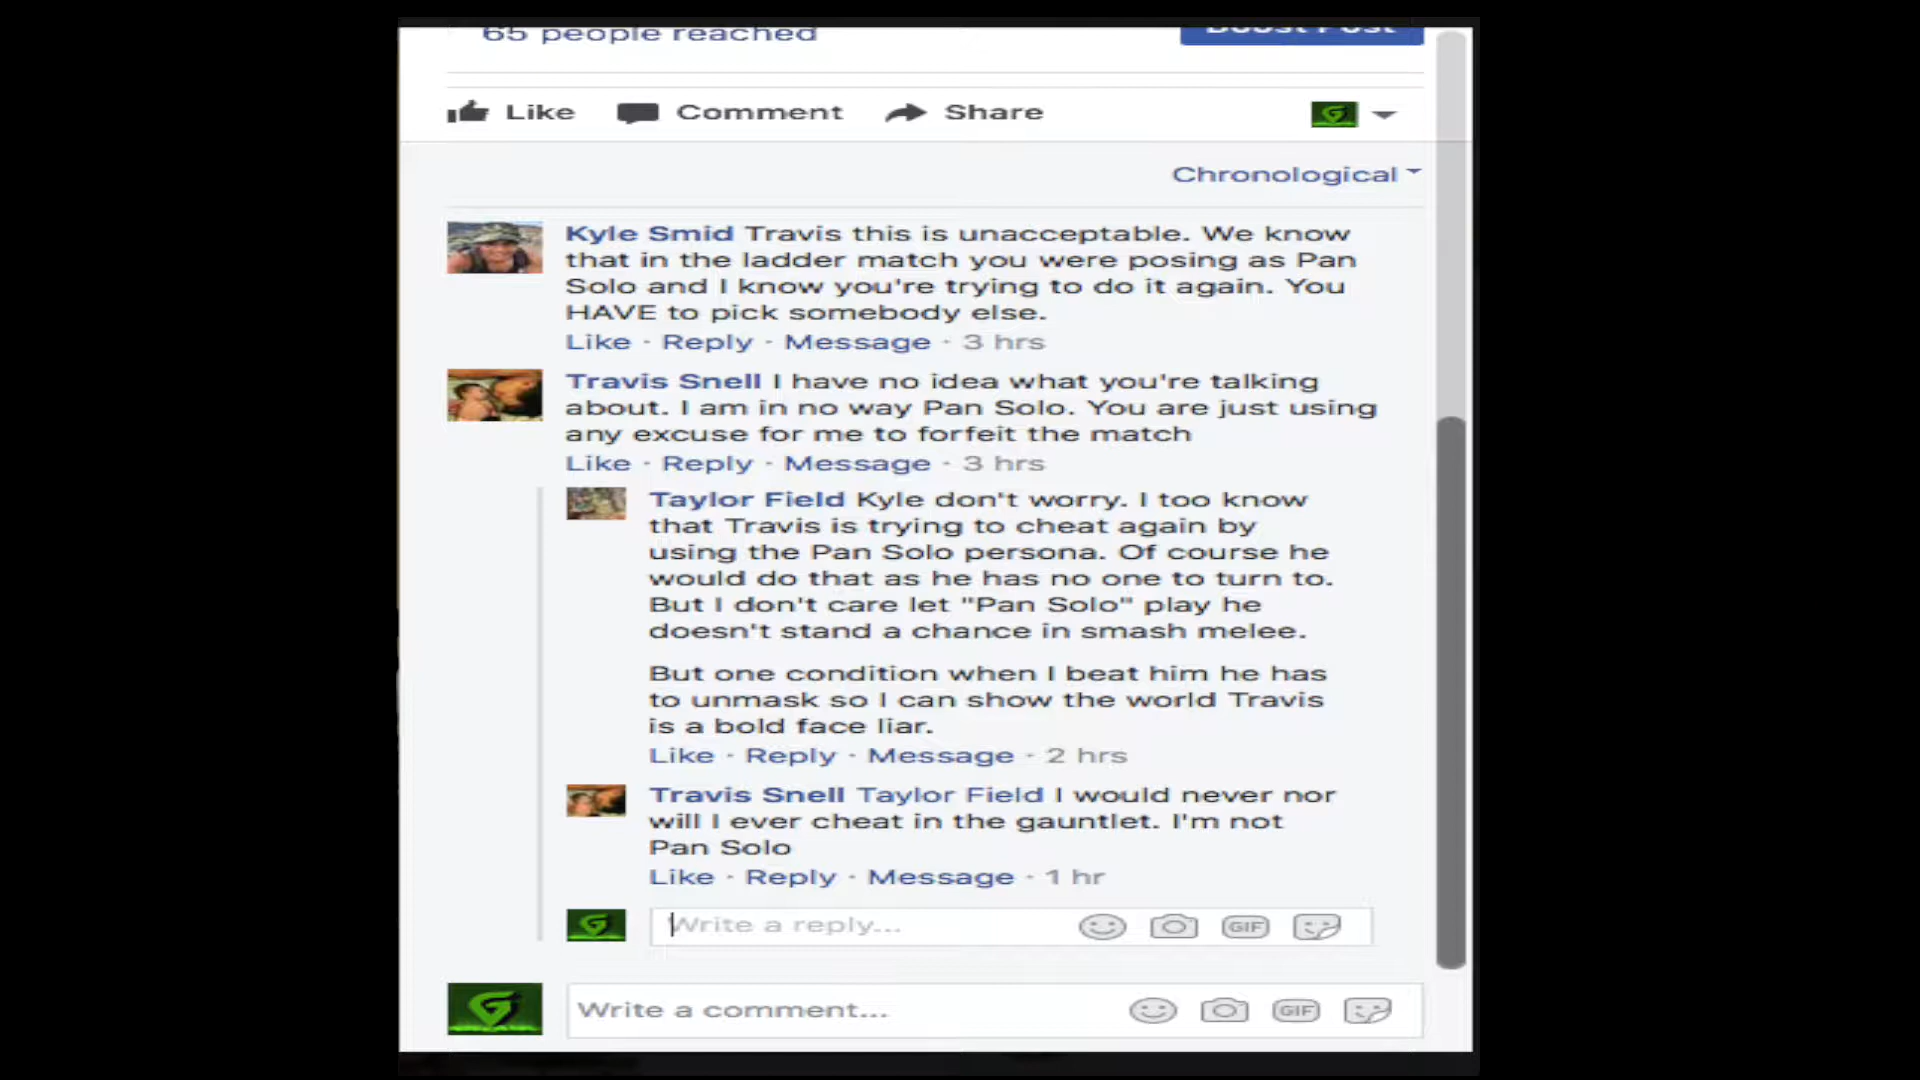 65 people reached
Boost Post
Like Comment Share
Chronological
Kyle Smid Travis this is unacceptable. We know
that in the ladder match you were posing as Pan
Solo and I know you're trying to do it again. You
HAVE to pick somebody else.
Like · Reply · Message · 3 hrs
Travis Snell I have no idea what you're talking
about. I am in no way Pan Solo. You are just using
any excuse for me to forfeit the match
Like · Reply · Message · 3 hrs
Taylor Field Kyle don't worry. I too know
that Travis is trying to cheat again by
using the Pan Solo persona. Of course he
would do that as he has no one to turn to.
But I don't care let "Pan Solo" play he
doesn't stand a chance in smash melee.
But one condition when I beat him he has
to unmask so I can show the world Travis
is a bold face liar.
Like · Reply · Message · 2 hrs
Travis Snell Taylor Field I would never nor
will I ever cheat in the gauntlet. I'm not
Pan Solo
Like · Reply · Message · 1 hr
Write a reply...
GIF
Write a comment...
GIF